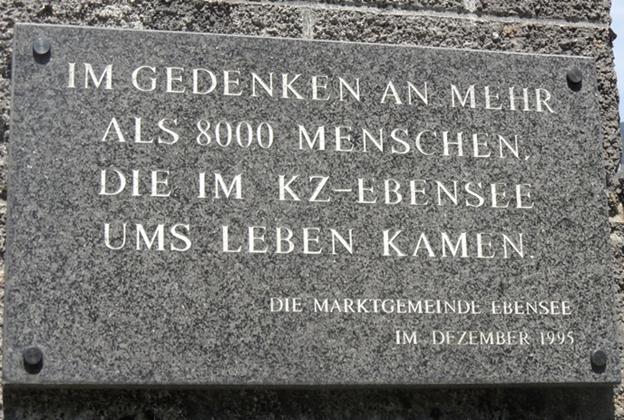 IM GEDENKEN AN MEHR
ALS 8000 MENSCHEN,
DIE IM KZ-EBENSEE
UMS LEBEN KAMEN.
DIE MARKTGEMEINDE EBENSEE
IM DEZEMBER 1995